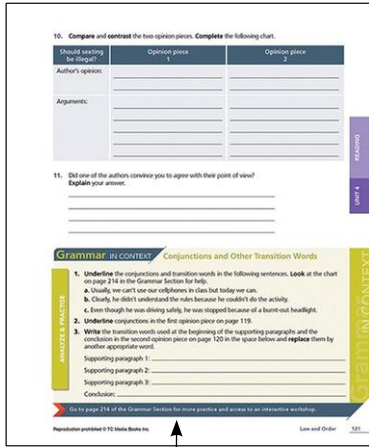 10. Compare and contrast the two opinion pieces. Complete the following chart.
Should sexting be illegal?
Opinion piece 1
Opinion piece 2
Author's opinion:
Arguments:
11. Did one of the authors convince you to agree with their point of view?
Explain your answer.
READING
UNIT 4
Grammar IN CONTEXT Conjunctions and Other Transition Words
ANALYZE & PRACTISE
1. Underline the conjunctions and transition words in the following sentences. Look at the chart
on page 214 in the Grammar Section for help.
a. Usually, we can't use our cellphones in class but today we can.
b. Clearly, he didn't understand the rules because he couldn't do the activity.
c. Even though he was driving safely, he was stopped because of a burnt-out headlight.
2. Underline conjunctions in the first opinion piece on page 119.
3. Write the transition words used at the beginning of the supporting paragraphs and the
conclusion in the second opinion piece on page 120 in the space below and replace them by
another appropriate word.
Supporting paragraph 1:
Supporting paragraph 2:
Supporting paragraph 3:
Conclusion:
Grammar IN CONTEXT
Go to page 214 of the Grammar Section for more practice and access to an interactive workshop.
Reproduction prohibited © TC Media Books Inc.
Law and Order 121